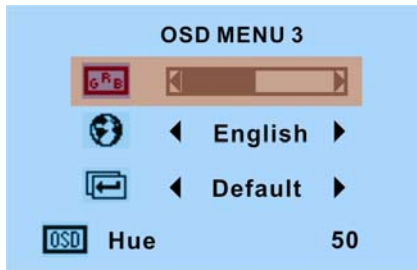 OSD MENU 3
GRB
English
Default
OSD Hue 50